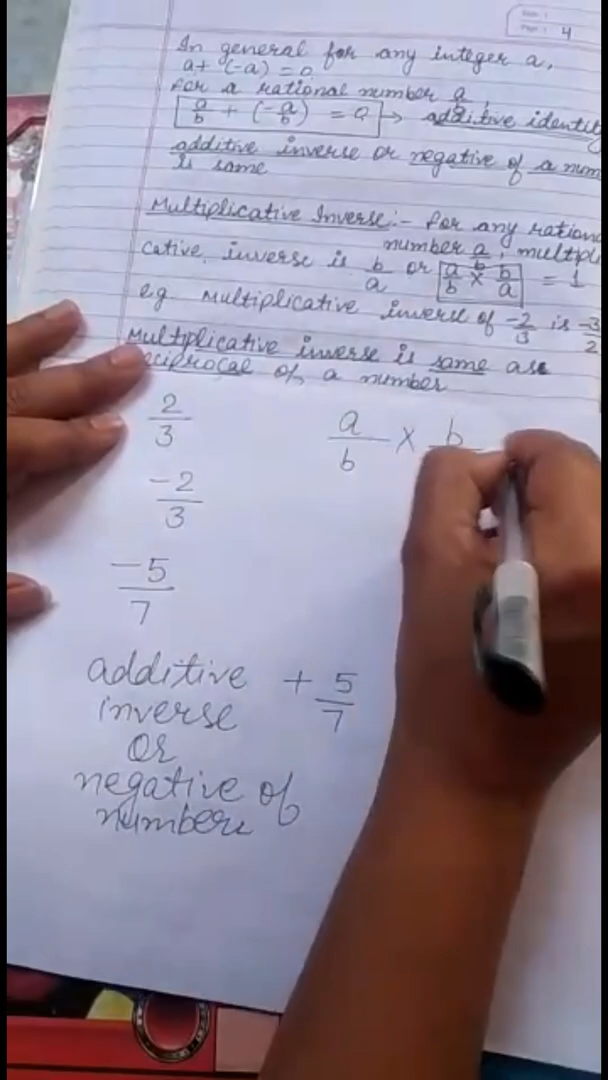 4
In general for any integer a,
a + (-a) = 0
For a rational number a
a/b + (-a/b) = 0 → additive identity
additive inverse or negative of a num
is same
Multiplicative Inverse:- for any rationa
number a/b, multipli
cative inverse is b/a or a/b × b/a = 1
e.g. Multiplicative inverse of -2/3 is -3/2
Multiplicative inverse is same as
reciprocal of a number
2/3
a/b × b
-2/3
-5/7
additive
inverse
or
negative of
numbers
+ 5/7